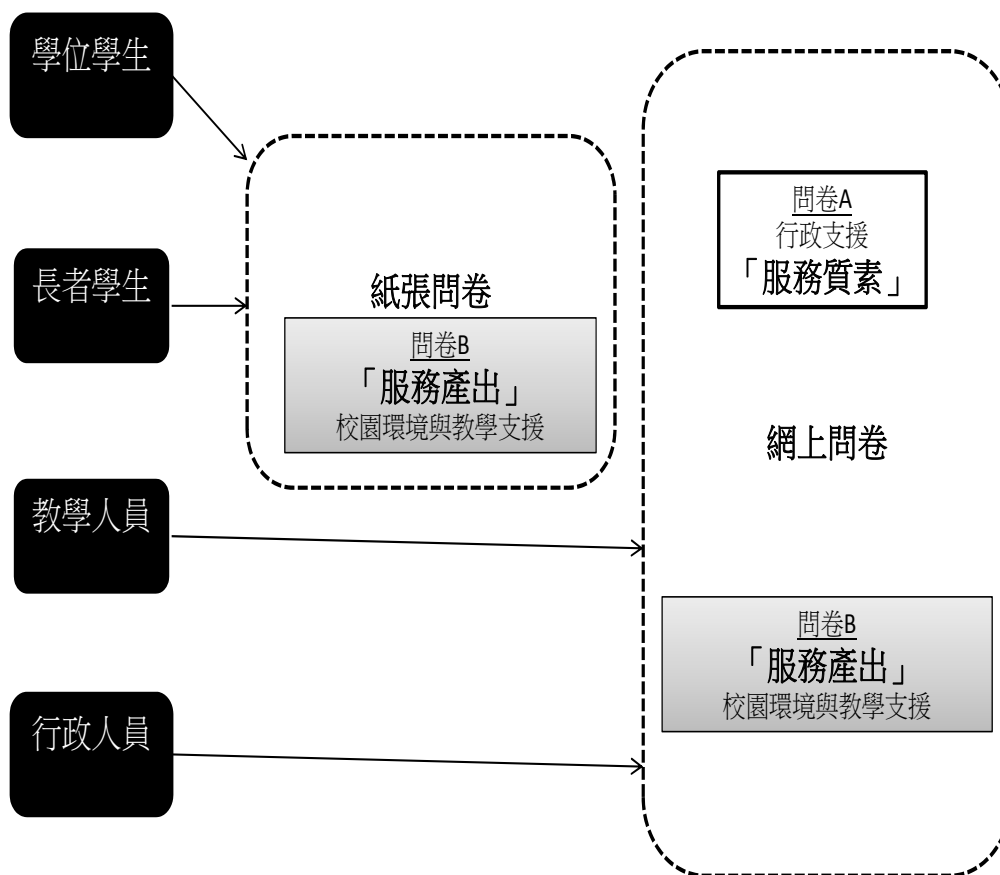 學位學生
長者學生
教學人員
行政人員
紙張問卷
問卷B
「服務產出」
校園環境與教學支援
問卷A
行政支援
「服務質素」
網上問卷
問卷B
「服務產出」
校園環境與教學支援